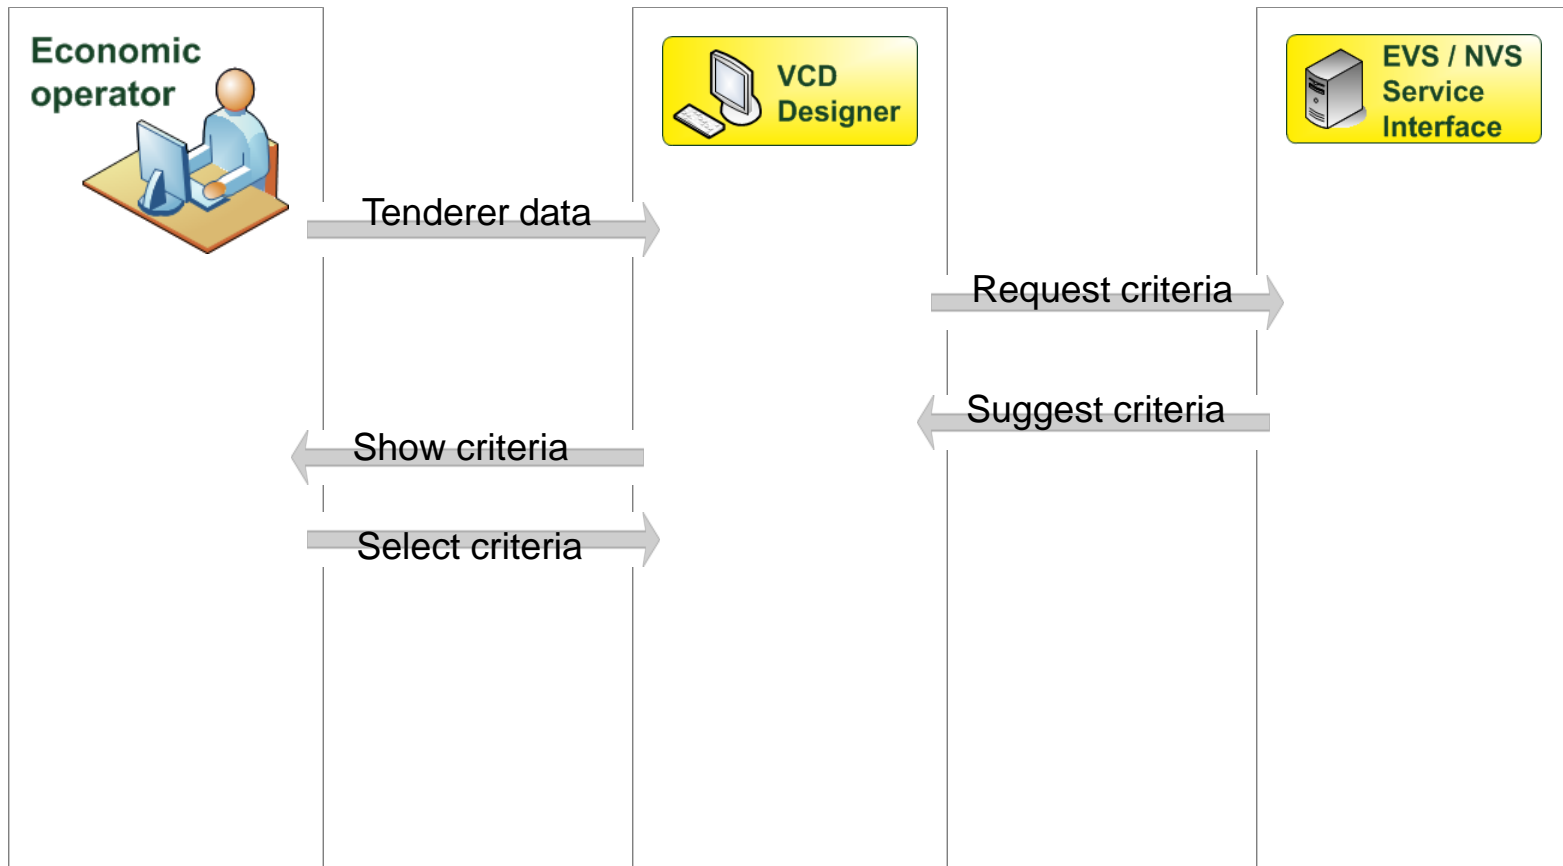 Economic
operator
VCD
Designer
EVS / NVS
Service
Interface
Tenderer data
Request criteria
Suggest criteria
Show criteria
Select criteria